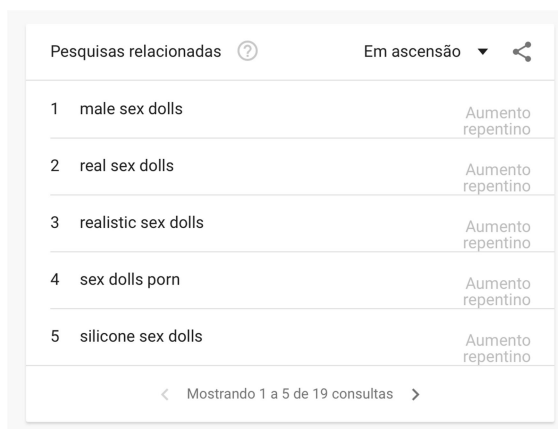 Pesquisas relacionadas
Em ascensão
1 male sex dolls
Aumento
repentino
2 real sex dolls
Aumento
repentino
3 realistic sex dolls
Aumento
repentino
4 sex dolls porn
Aumento
repentino
5 silicone sex dolls
Aumento
repentino
Mostrando 1 a 5 de 19 consultas